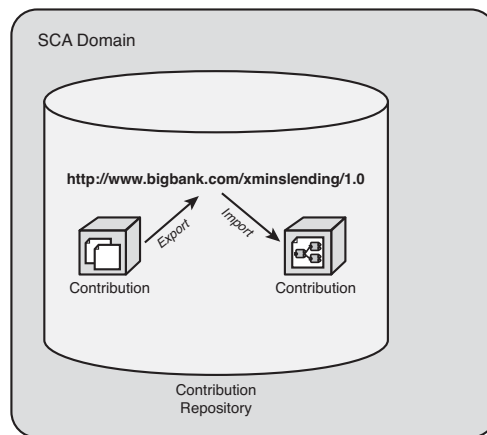 SCA Domain
http://www.bigbank.com/xminslending/1.0
Export
Import
Contribution
Contribution
Contribution
Repository